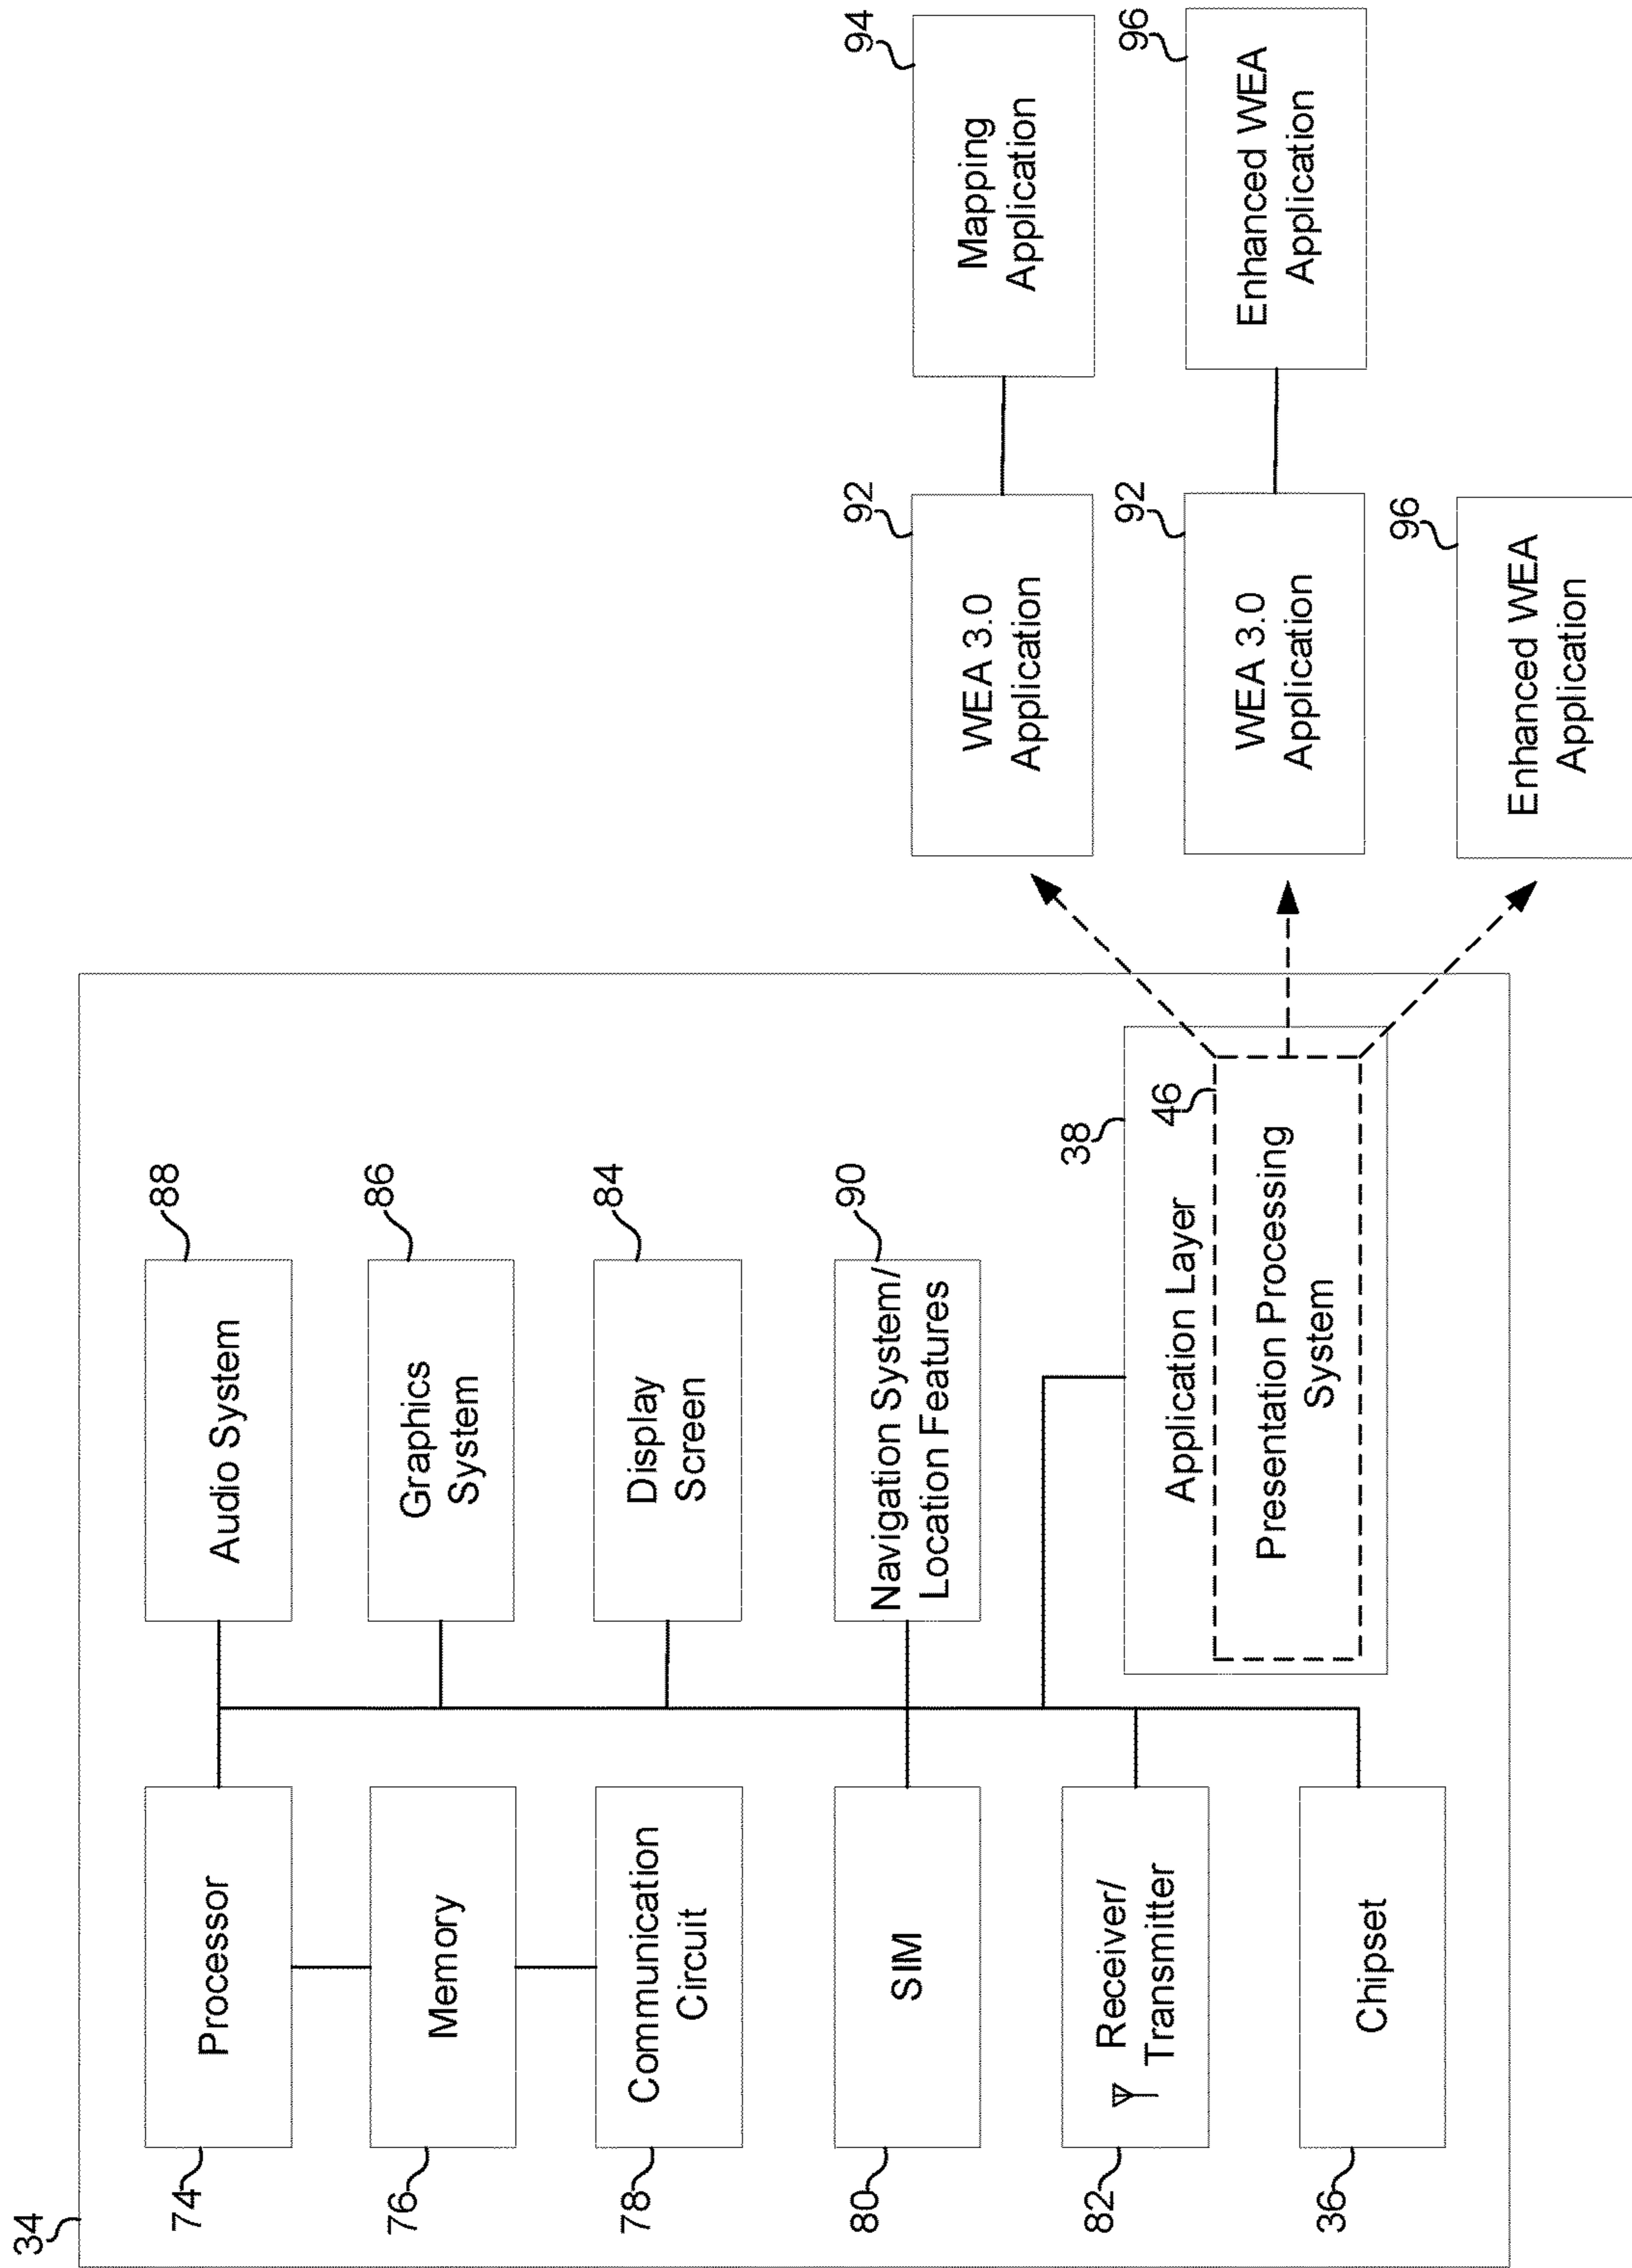 34
74
Processor
76
Memory
78
Communication
Circuit
80
SIM
82
Receiver/
Transmitter
36
Chipset
88
Audio System
86
Graphics
System
84
Display
Screen
90
Navigation System/
Location Features
38
Application Layer
46
Presentation Processing
System
92
WEA 3.0
Application
94
Mapping
Application
92
WEA 3.0
Application
96
Enhanced WEA
Application
96
Enhanced WEA
Application